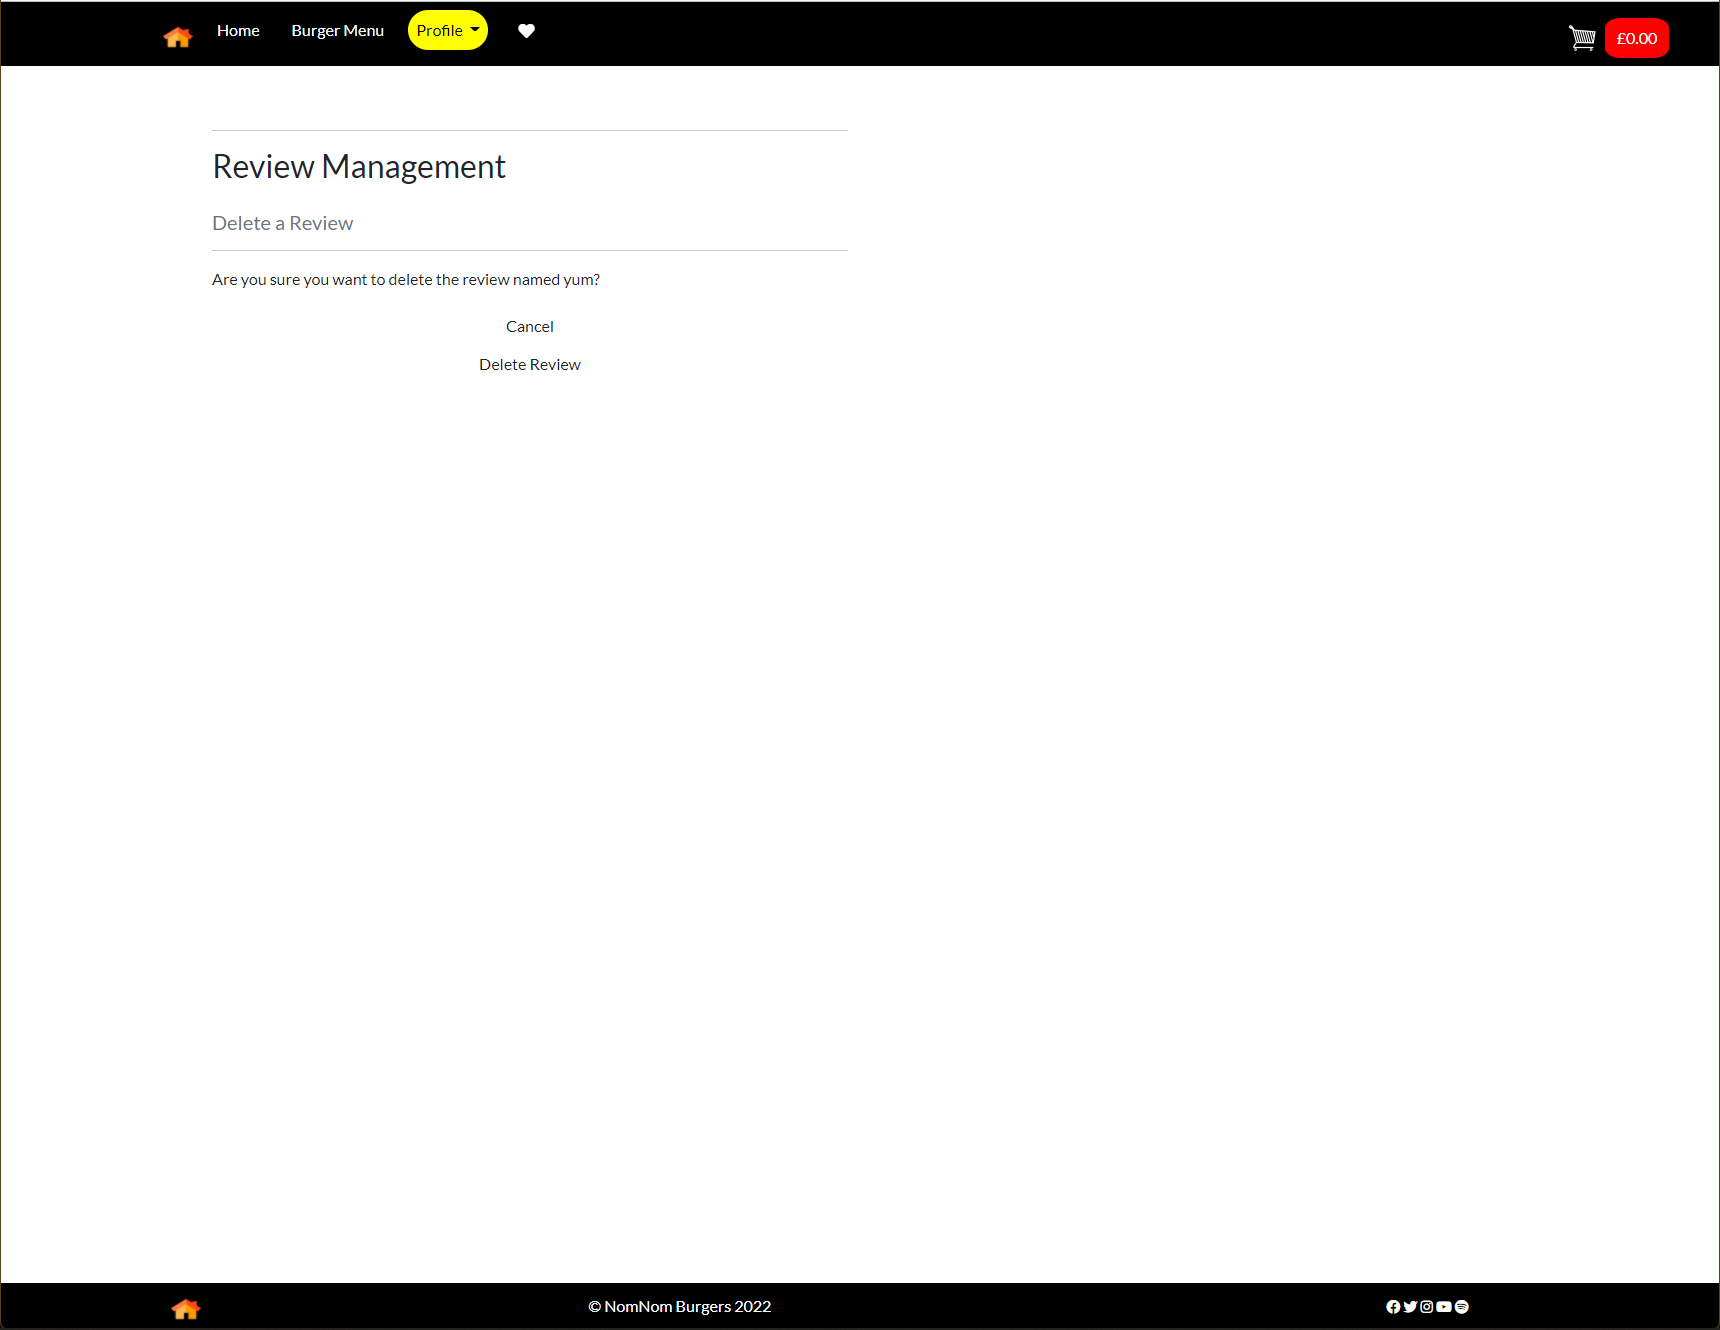 Home Burger Menu Profile £0.00
Review Management
Delete a Review
Are you sure you want to delete the review named yum?
Cancel
Delete Review
© NomNom Burgers 2022